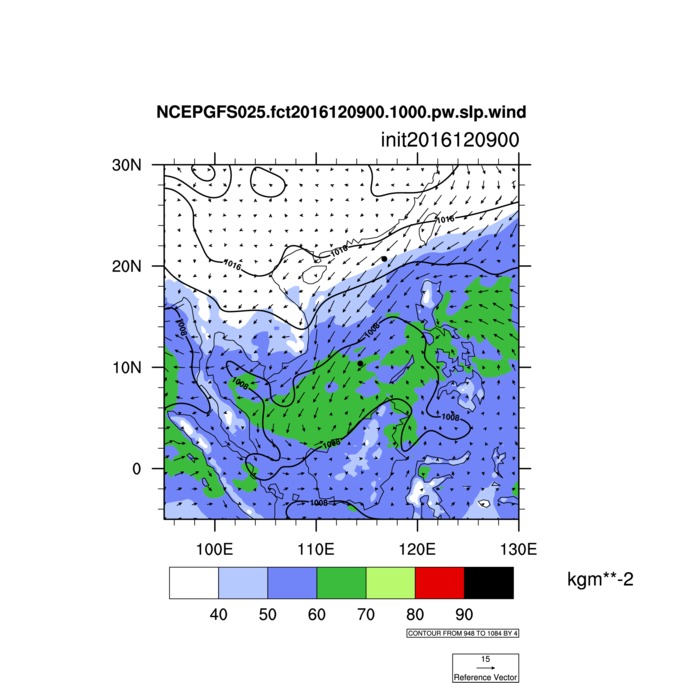 NCEPGFS025.fct2016120900.1000.pw.slp.wind
init2016120900
30N
20N
10N
0
1016
1016
1016
1008
1008
1008
1008
1008
1008
100E 110E 120E 130E
kgm**-2
40 50 60 70 80 90
CONTOUR FROM 948 TO 1084 BY 4
15
Reference Vector